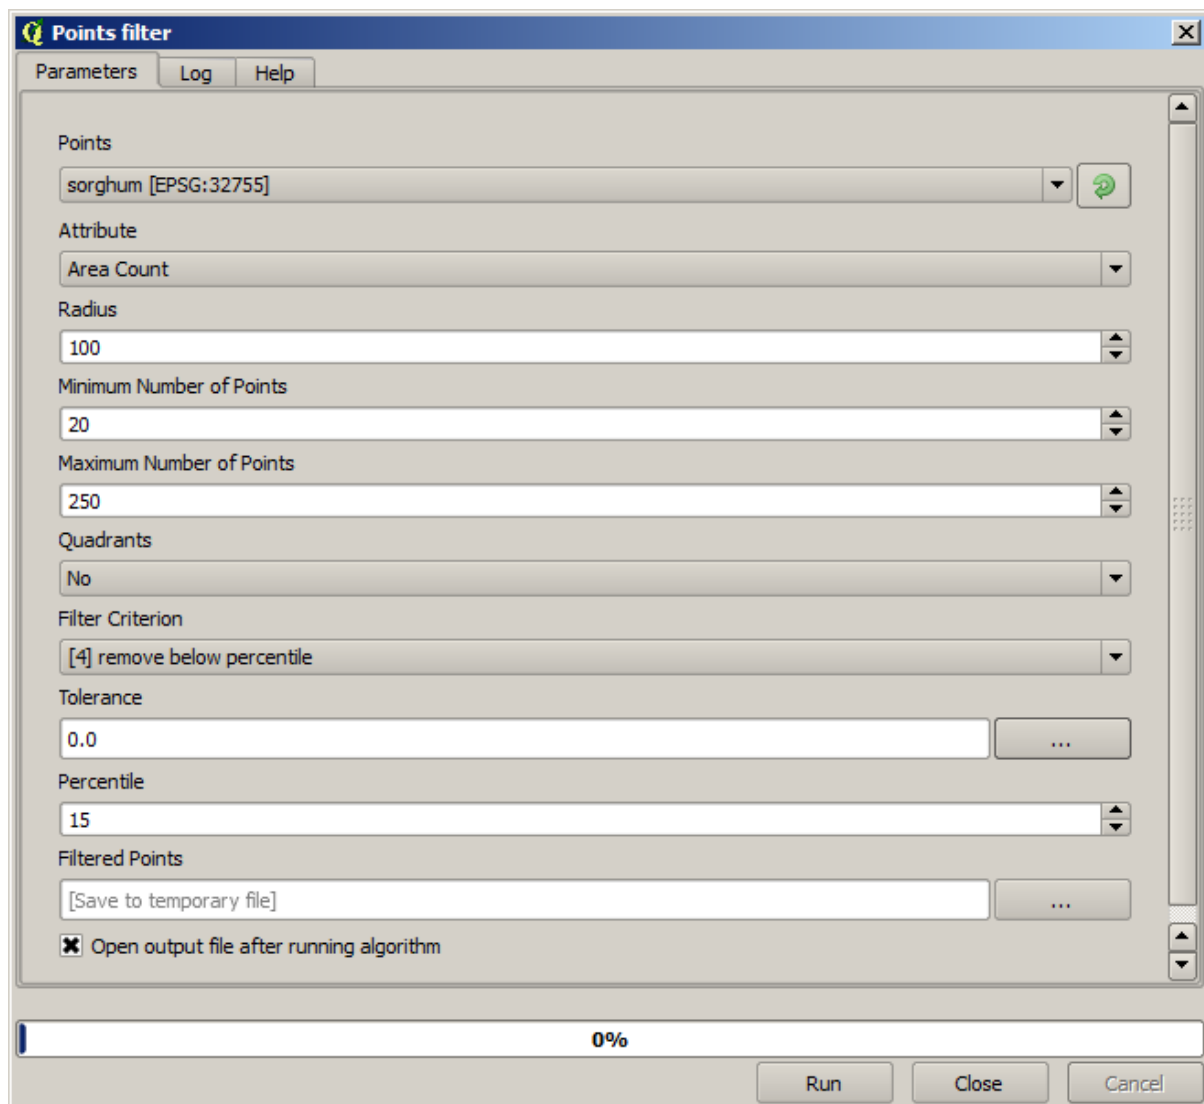 Points filter
Parameters Log Help
Points
sorghum [EPSG:32755]
Attribute
Area Count
Radius
100
Minimum Number of Points
20
Maximum Number of Points
250
Quadrants
No
Filter Criterion
[4] remove below percentile
Tolerance
0.0
...
Percentile
15
Filtered Points
[Save to temporary file]
...
Open output file after running algorithm
0%
Run Close Cancel